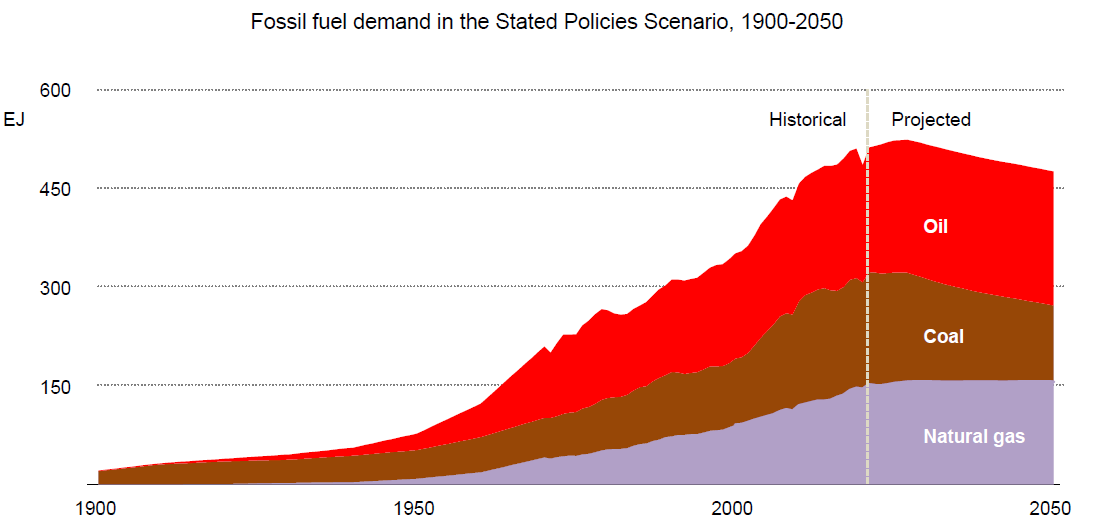 Fossil fuel demand in the Stated Policies Scenario, 1900-2050
600
EJ
Historical
Projected
450
Oil
300
Coal
150
Natural gas
1900
1950
2000
2050